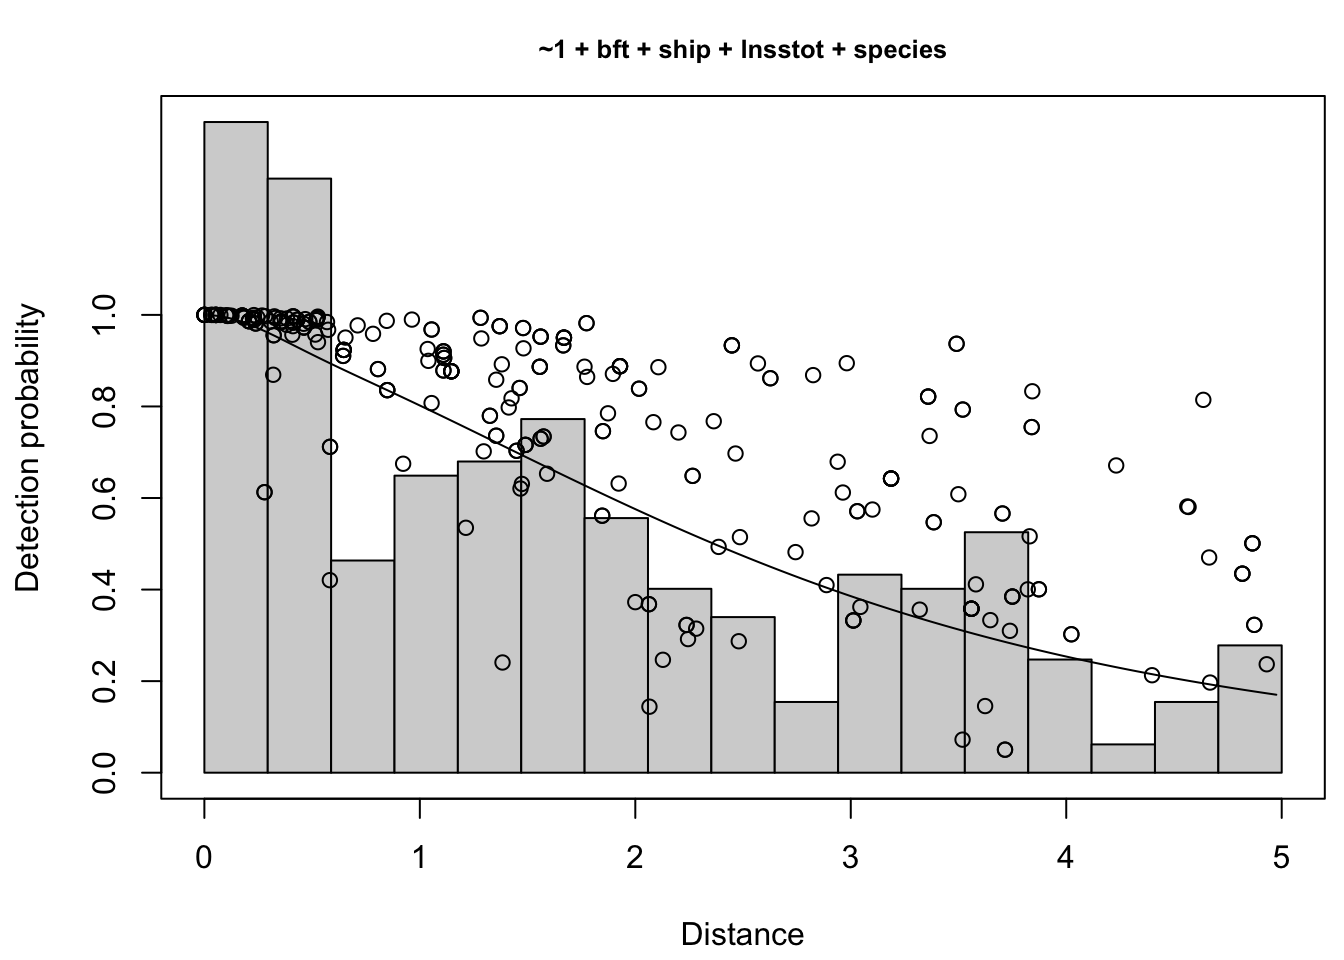 ~1 + bft + ship + lnsstot + species
Detection probability
1.0
0.8
0.6
0.4
0.2
0.0
0 1 2 3 4 5
Distance